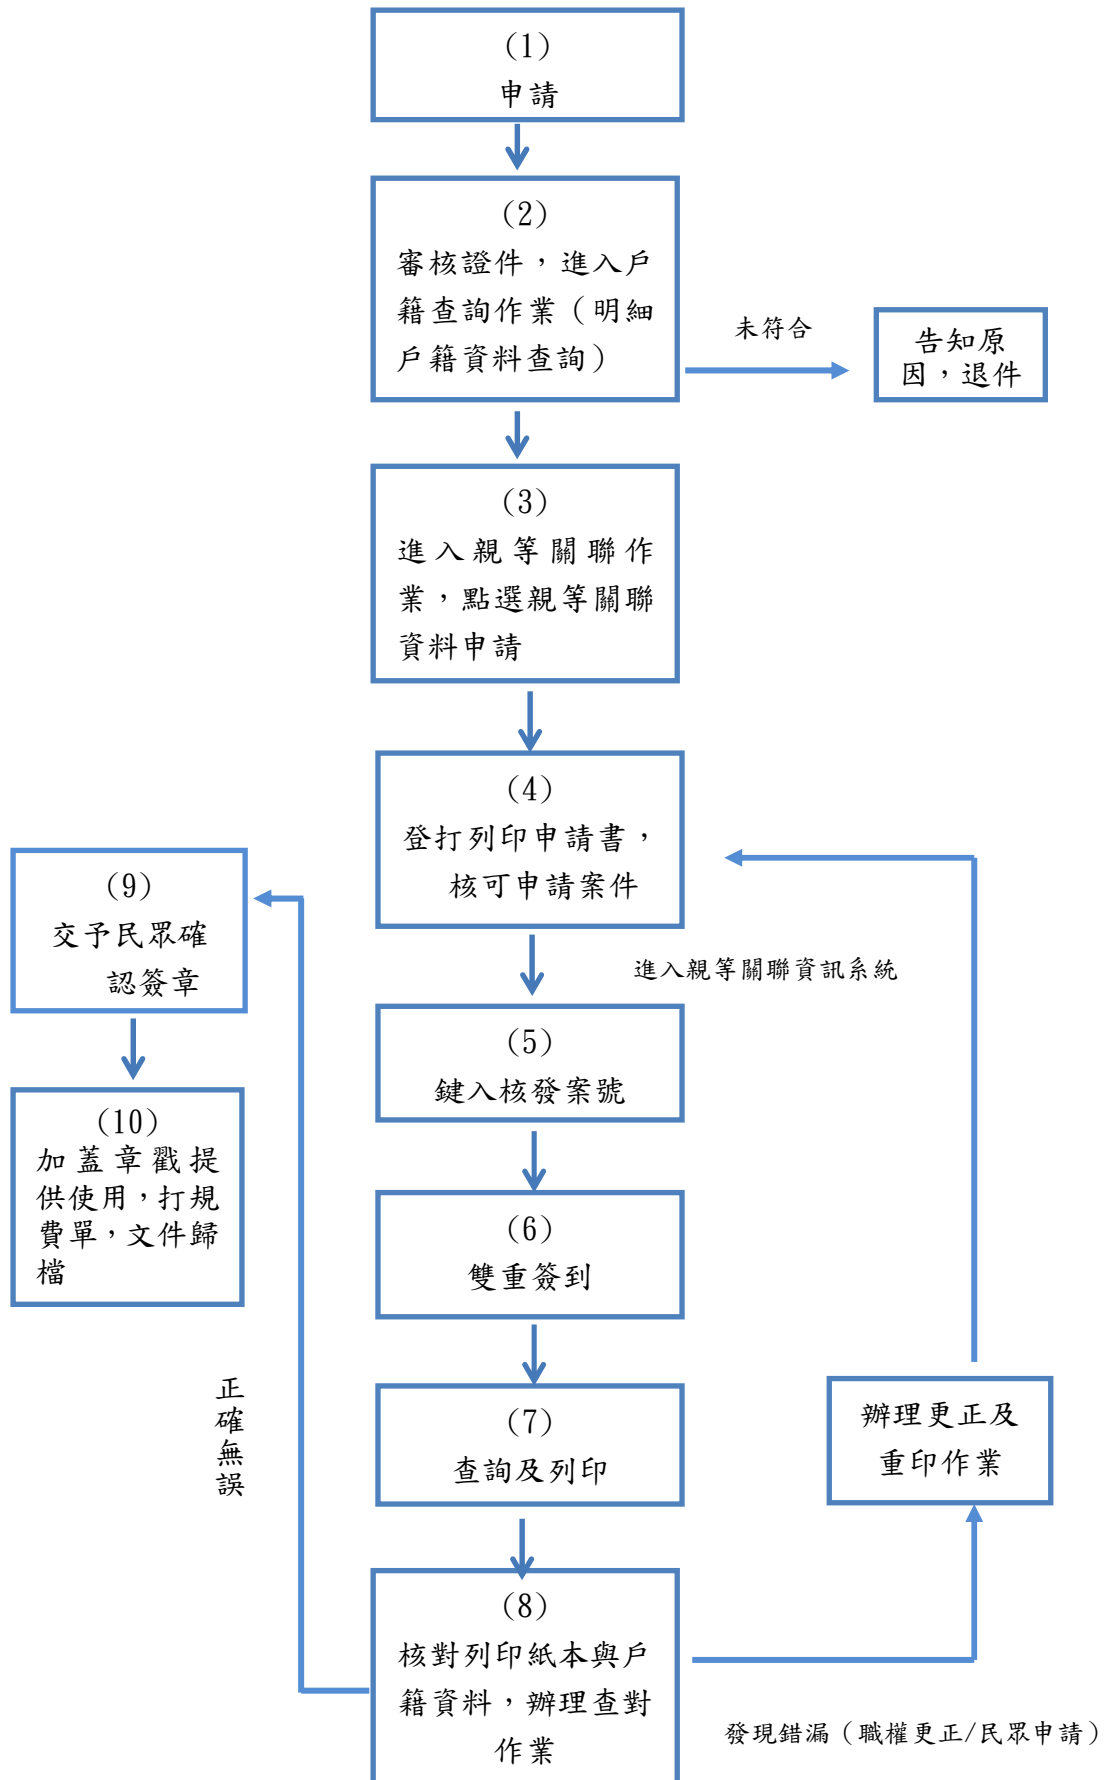 (1)
申請
(2)
審核證件，進入戶
籍查詢作業（明細
戶籍資料查詢）
未符合
告知原
因，退件
(3)
進入親等關聯作
業，點選親等關聯
資料申請
(4)
登打列印申請書，
核可申請案件
進入親等關聯資訊系統
(5)
鍵入核發案號
(6)
雙重簽到
(7)
查詢及列印
(8)
核對列印紙本與戶
籍資料，辦理查對
作業
發現錯漏（職權更正/民眾申請）
辦理更正及
重印作業
正
確
無
誤
(9)
交予民眾確
認簽章
(10)
加蓋章戳提
供使用，打規
費單，文件歸
檔